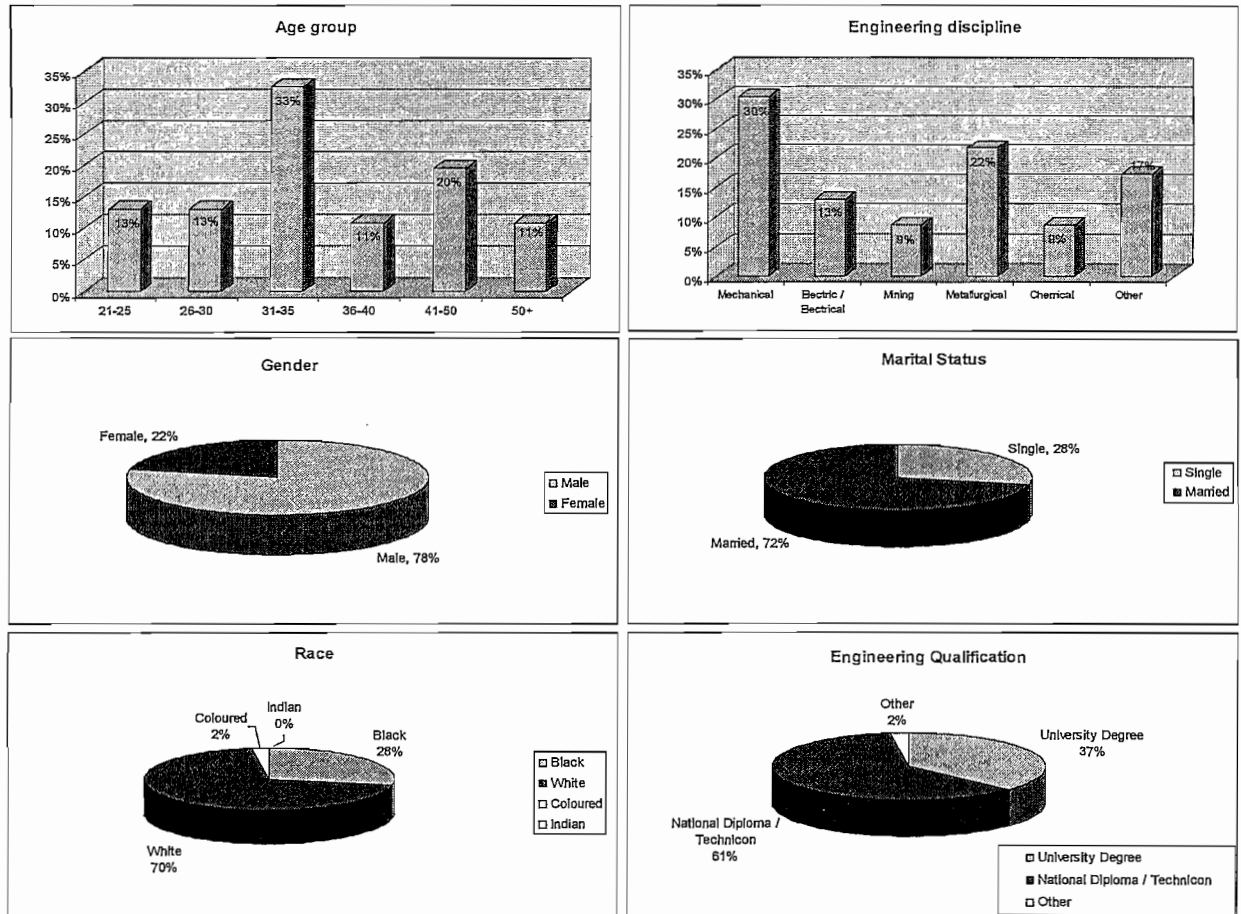 Age group
35%
30%
25%
20%
15%
10%
5%
0%
13%
13%
33%
11%
20%
11%
21-25
26-30
31-35
36-40
41-50
50+
Engineering discipline
35%
30%
25%
20%
15%
10%
5%
0%
30%
13%
9%
22%
9%
17%
Mechanical
Electric /
Electrical
Mining
Metallurgical
Chemical
Other
Gender
Female, 22%
Male, 78%
Male
Female
Marital Status
Single, 28%
Married, 72%
Single
Married
Race
Indian
0%
Coloured
2%
Black
28%
White
70%
Black
White
Coloured
Indian
Engineering Qualification
Other
2%
University Degree
37%
National Diploma /
Technicon
61%
University Degree
National Diploma / Technicon
Other